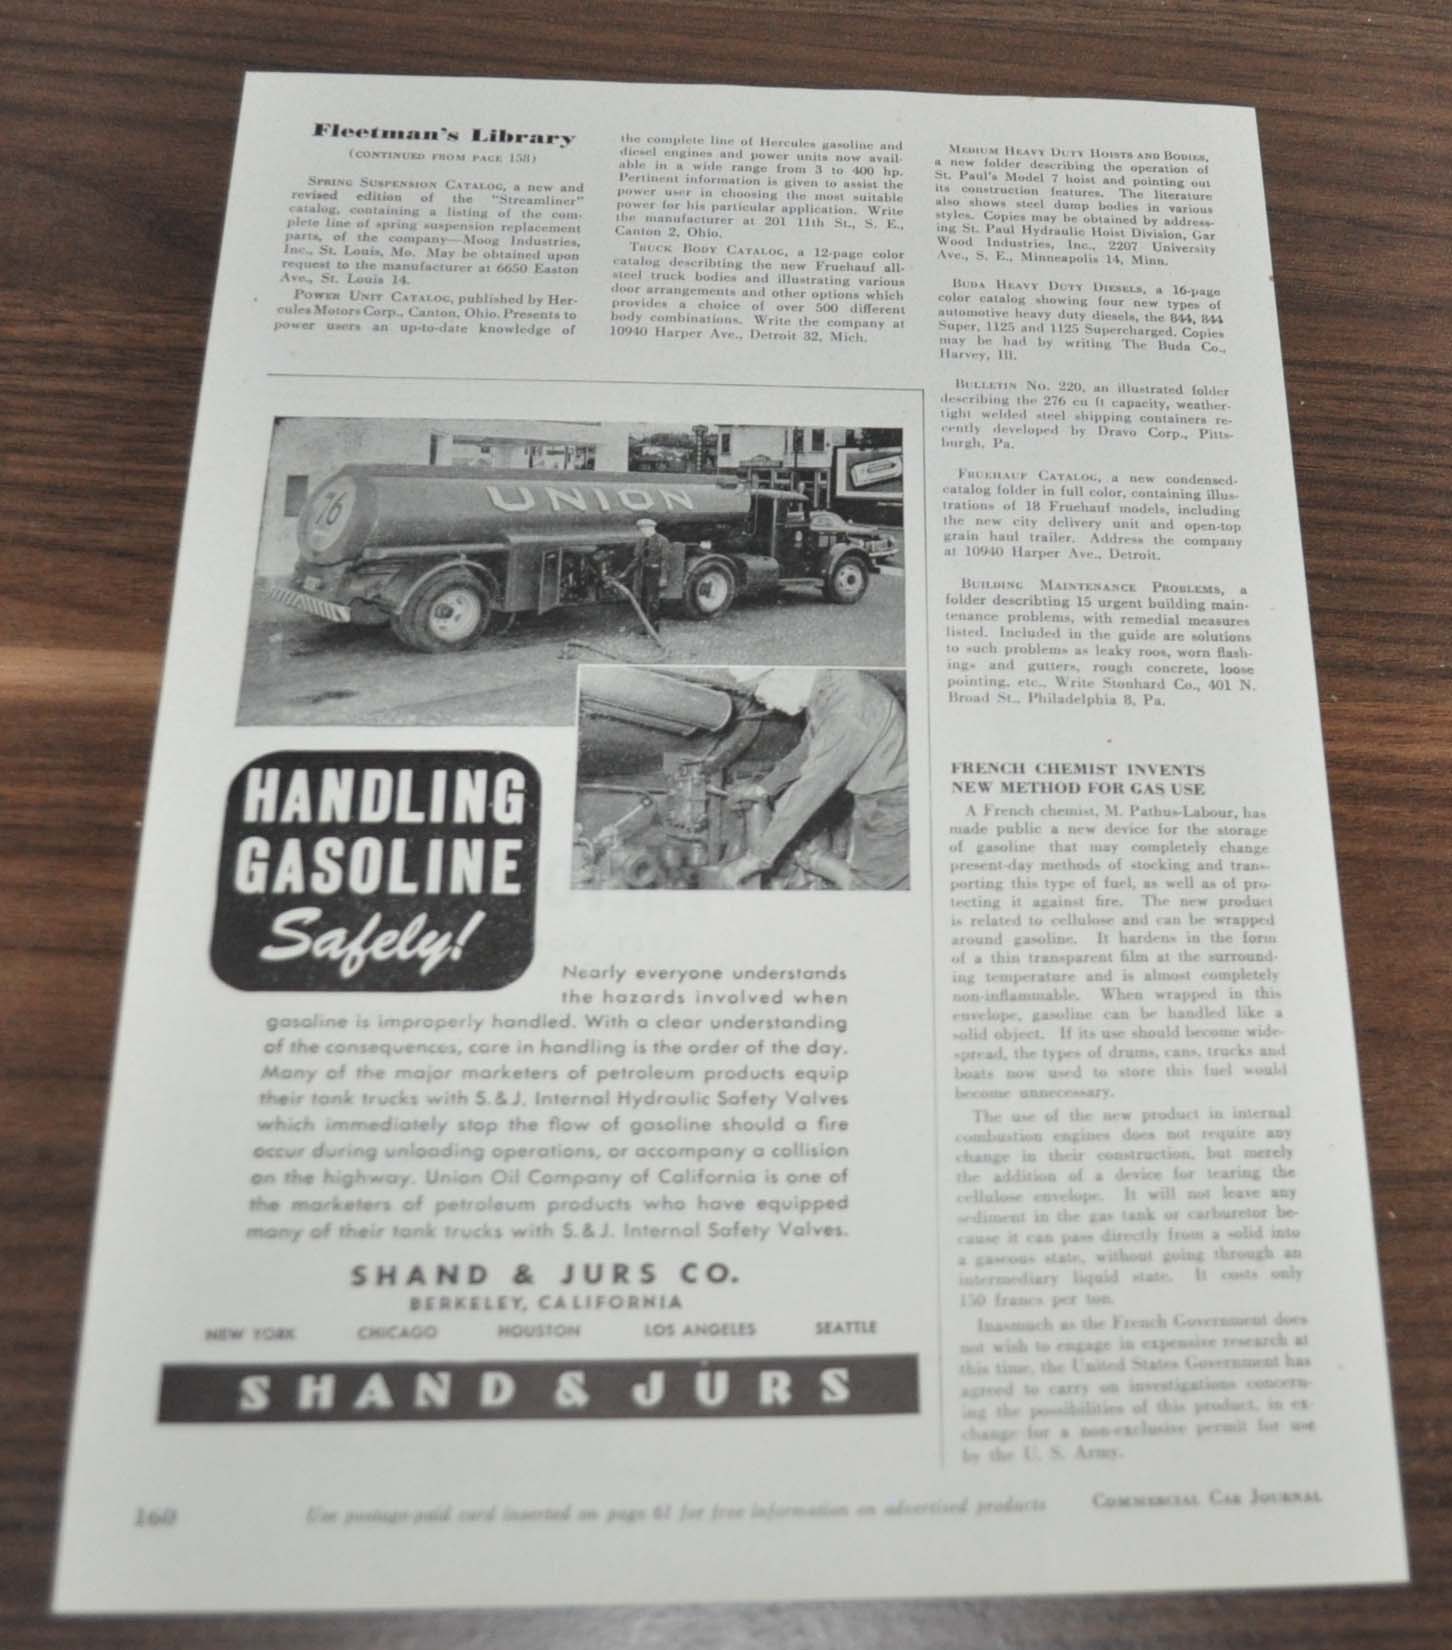 Fleetman's Library
(CONTINUED FROM PAGE 158)
SPRING SUSPENSION CATALOG, a new and
revised edition of the "Streamliner"
catalog, containing a listing of the com-
plete line of spring suspension replacement
parts, of the company—Moog Industries,
Inc., St. Louis, Mo. May be obtained upon
request to the manufacturer at 6650 Easton
Ave., St. Louis 14.
POWER UNIT CATALOG, published by Her-
cules Motors Corp., Canton, Ohio. Presents to
power users an up-to-date knowledge of
the complete line of Hercules gasoline and
diesel engines and power units now avail-
able in a wide range from 3 to 400 hp.
Pertinent information is given to assist the
power user in choosing the most suitable
power for his particular application. Write
the manufacturer at 201 11th St., S. E.,
Canton 2, Ohio.
TRUCK BODY CATALOG, a 12-page color
catalog describting the new Fruehauf all-
steel truck bodies and illustrating various
door arrangements and other options which
provides a choice of over 500 different
body combinations. Write the company at
10940 Harper Ave., Detroit 32, Mich.
MEDIUM HEAVY DUTY HOISTS AND BODIES,
a new folder describing the operation of
St. Paul's Model 7 hoist and pointing out
its construction features. The literature
also shows steel dump bodies in various
styles. Copies may be obtained by address-
ing St. Paul Hydraulic Hoist Division, Gar
Wood Industries, Inc., 2207 University
Ave., S. E., Minneapolis 14, Minn.
BUDA HEAVY DUTY DIESELS, a 16-page
color catalog showing four new types of
automotive heavy duty diesels, the 844, 844
Super, 1125 and 1125 Supercharged. Copies
may be had by writing The Buda Co.,
Harvey, Ill.
BULLETIN NO. 220, an illustrated folder
describing the 276 cu ft capacity, weather-
tight welded steel shipping containers re-
cently developed by Dravo Corp., Pitts-
burgh, Pa.
FRUEHAUF CATALOG, a new condensed-
catalog folder in full color, containing illus-
trations of 18 Fruehauf models, including
the new city delivery unit and open-top
grain haul trailer. Address the company
at 10940 Harper Ave., Detroit.
BUILDING MAINTENANCE PROBLEMS, a
folder describting 15 urgent building main-
tenance problems, with remedial measures
listed. Included in the guide are solutions
to such problems as leaky roos, worn flash-
ings and gutters, rough concrete, loose
pointing, etc., Write Stonhard Co., 401 N.
Broad St., Philadelphia 8, Pa.
FRENCH CHEMIST INVENTS
NEW METHOD FOR GAS USE
A French chemist, M. Pathus-Labour, has
made public a new device for the storage
of gasoline that may completely change
present-day methods of stocking and trans-
porting this type of fuel, as well as of pro-
tecting it against fire. The new product
is related to cellulose and can be wrapped
around gasoline. It hardens in the form
of a thin transparent film at the surround-
ing temperature and is almost completely
non-inflammable. When wrapped in this
envelope, gasoline can be handled like a
solid object. If its use should become wide-
spread, the types of drums, cans, trucks and
boats now used to store this fuel would
become unnecessary.
The use of the new product in internal
combustion engines does not require any
change in their construction, but merely
the addition of a device for tearing the
cellulose envelope. It will not leave any
sediment in the gas tank or carburetor be-
cause it can pass directly from a solid into
a gaseous state, without going through an
intermediary liquid state. It costs only
150 francs per ton.
Inasmuch as the French Government does
not wish to engage in expensive research at
this time, the United States Government has
agreed to carry on investigations concern-
ing the possibilities of this product, in ex-
change for a non-exclusive permit for use
by the U. S. Army.
76
UNION
HANDLING
GASOLINE
Safely!
Nearly everyone understands
the hazards involved when
gasoline is improperly handled. With a clear understanding
of the consequences, care in handling is the order of the day.
Many of the major marketers of petroleum products equip
their tank trucks with S. & J. Internal Hydraulic Safety Valves
which immediately stop the flow of gasoline should a fire
occur during unloading operations, or accompany a collision
on the highway. Union Oil Company of California is one of
the marketers of petroleum products who have equipped
many of their tank trucks with S. & J. Internal Safety Valves.
SHAND & JURS CO.
BERKELEY, CALIFORNIA
NEW YORK CHICAGO HOUSTON LOS ANGELES SEATTLE
SHAND & JURS
160
Use postage-paid card inserted on page 61 for free information on advertised products
COMMERCIAL CAR JOURNAL